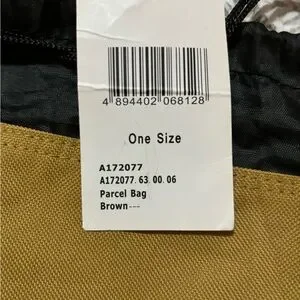 4 894402 068128
One Size
A172077
A172077.63.00.06
Parcel Bag
Brown---